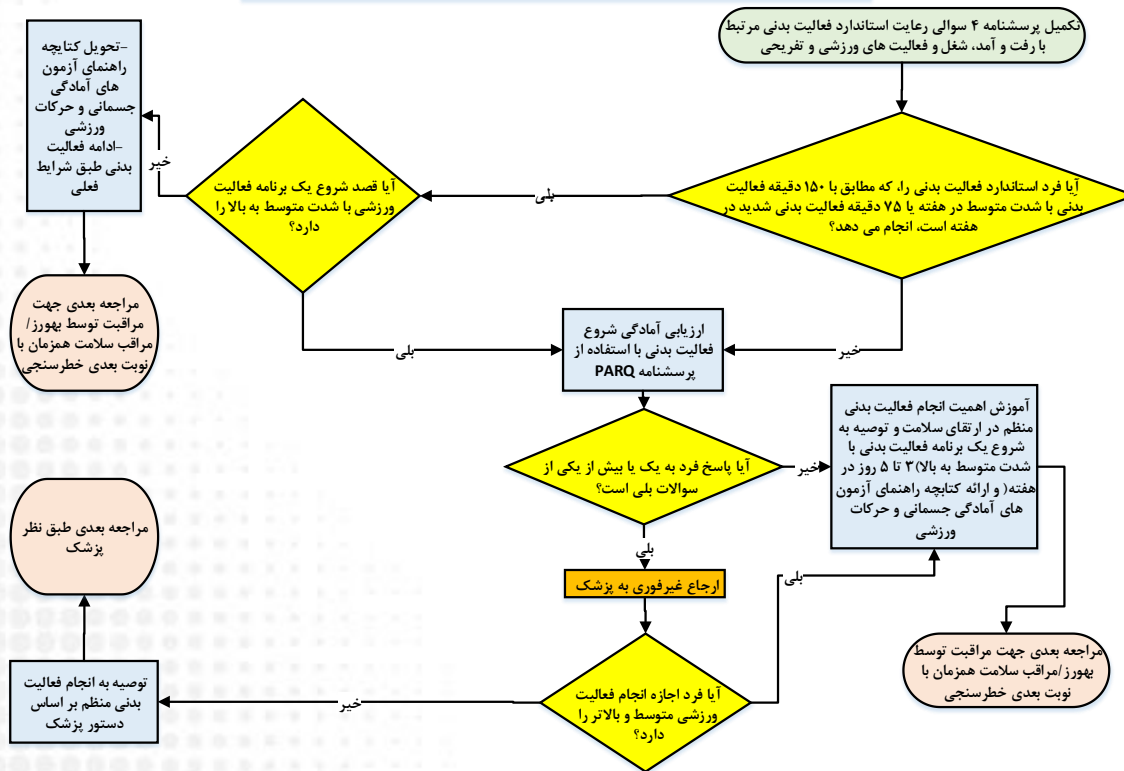 تکمیل پرسشنامه ۴ سوالی رعایت استاندارد فعالیت بدنی مرتبط
با رفت و آمد، شغل و فعالیت های ورزشی و تفریحی
آیا فرد استاندارد فعالیت بدنی را، که مطابق با ۱۵۰ دقیقه فعالیت
بدنی با شدت متوسط در هفته یا ۷۵ دقیقه فعالیت بدنی شدید در
هفته است، انجام می دهد؟
بلی
خیر
آیا قصد شروع یک برنامه فعالیت
ورزشی با شدت متوسط به بالا را
دارد؟
خیر
بلی
-تحویل کتابچه
راهنمای آزمون
های آمادگی
جسمانی و حرکات
ورزشی
-ادامه فعالیت
بدنی طبق شرایط
فعلی
مراجعه بعدی جهت
مراقبت توسط بهورز/
مراقب سلامت همزمان با
نوبت بعدی خطرسنجی
ارزیابی آمادگی شروع
فعالیت بدنی با استفاده از
پرسشنامه PARQ
آیا پاسخ فرد به یک یا بیش از یکی از
سوالات بلی است؟
خیر
بلی
آموزش اهمیت انجام فعالیت بدنی
منظم در ارتقای سلامت و توصیه به
شروع یک برنامه فعالیت بدنی با
شدت متوسط به بالا)۳ تا ۵ روز در
هفته( و ارائه کتابچه راهنمای آزمون
های آمادگی جسمانی و حرکات
ورزشی
مراجعه بعدی جهت مراقبت توسط
بهورز/مراقب سلامت همزمان با
نوبت بعدی خطرسنجی
ارجاع غیرفوری به پزشک
آیا فرد اجازه انجام فعالیت
ورزشی متوسط و بالاتر را
دارد؟
بلی
خیر
توصیه به انجام فعالیت
بدنی منظم بر اساس
دستور پزشک
مراجعه بعدی طبق نظر
پزشک